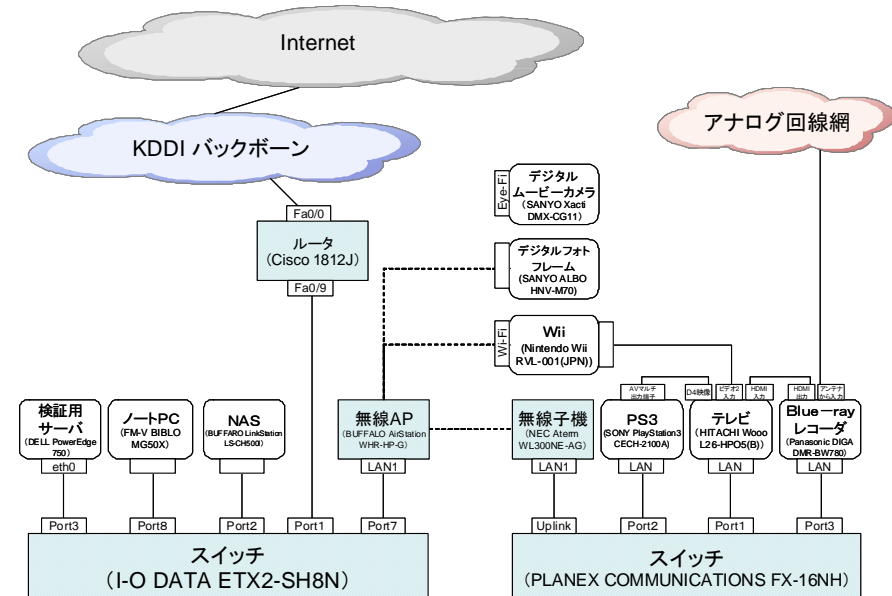 Internet
KDDI バックボーン
アナログ回線網
Fa0/0
ルータ
(Cisco 1812J)
Fa0/9
Eye-Fi
デジタル
ムービーカメラ
(SANYO Xacti
DMX-CG11)
デジタルフォト
フレーム
(SANYO ALBO
HNV-M70)
Wi-Fi
Wii
(Nintendo Wii
RVL-001(JPN))
検証用
サーバ
(DELL PowerEdge
750)
eth0
ノートPC
(FM-V BIBLO
MG50X)
NAS
(BUFFARO LinkStation
LS-CH500)
無線AP
(BUFFALO AirStation
WHR-HP-G)
LAN1
無線子機
(NEC Aterm
WL300NE-AG)
LAN1
AVマルチ
出力端子
PS3
(SONY PlayStation3
CECH-2100A)
LAN
D4映像
ビデオ2
入力
HDMI
入力
テレビ
(HITACHI Wooo
L26-HPO5(B))
LAN
HDMI
出力
アンテナ
から入力
Blueーray
レコーダ
(Panasonic DIGA
DMR-BW780)
LAN
Port3
Port8
Port2
Port1
Port7
スイッチ
(I-O DATA ETX2-SH8N)
Uplink
Port2
Port1
Port3
スイッチ
(PLANEX COMMUNICATIONS FX-16NH)